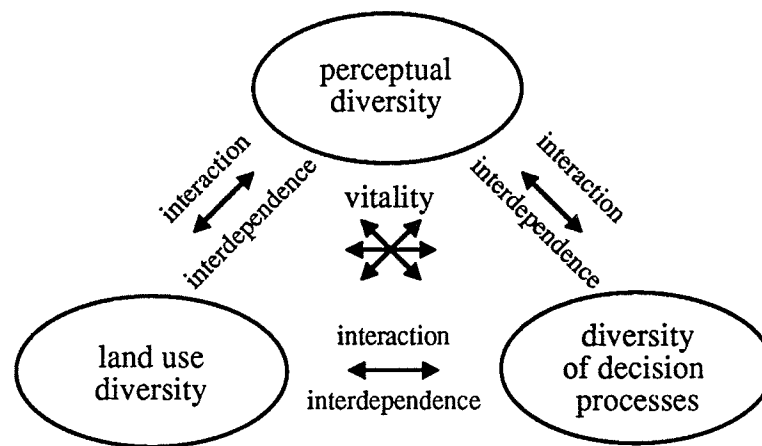 perceptual
diversity
interaction
interdependence
vitality
interaction
interdependence
land use
diversity
interaction
interdependence
diversity
of decision
processes